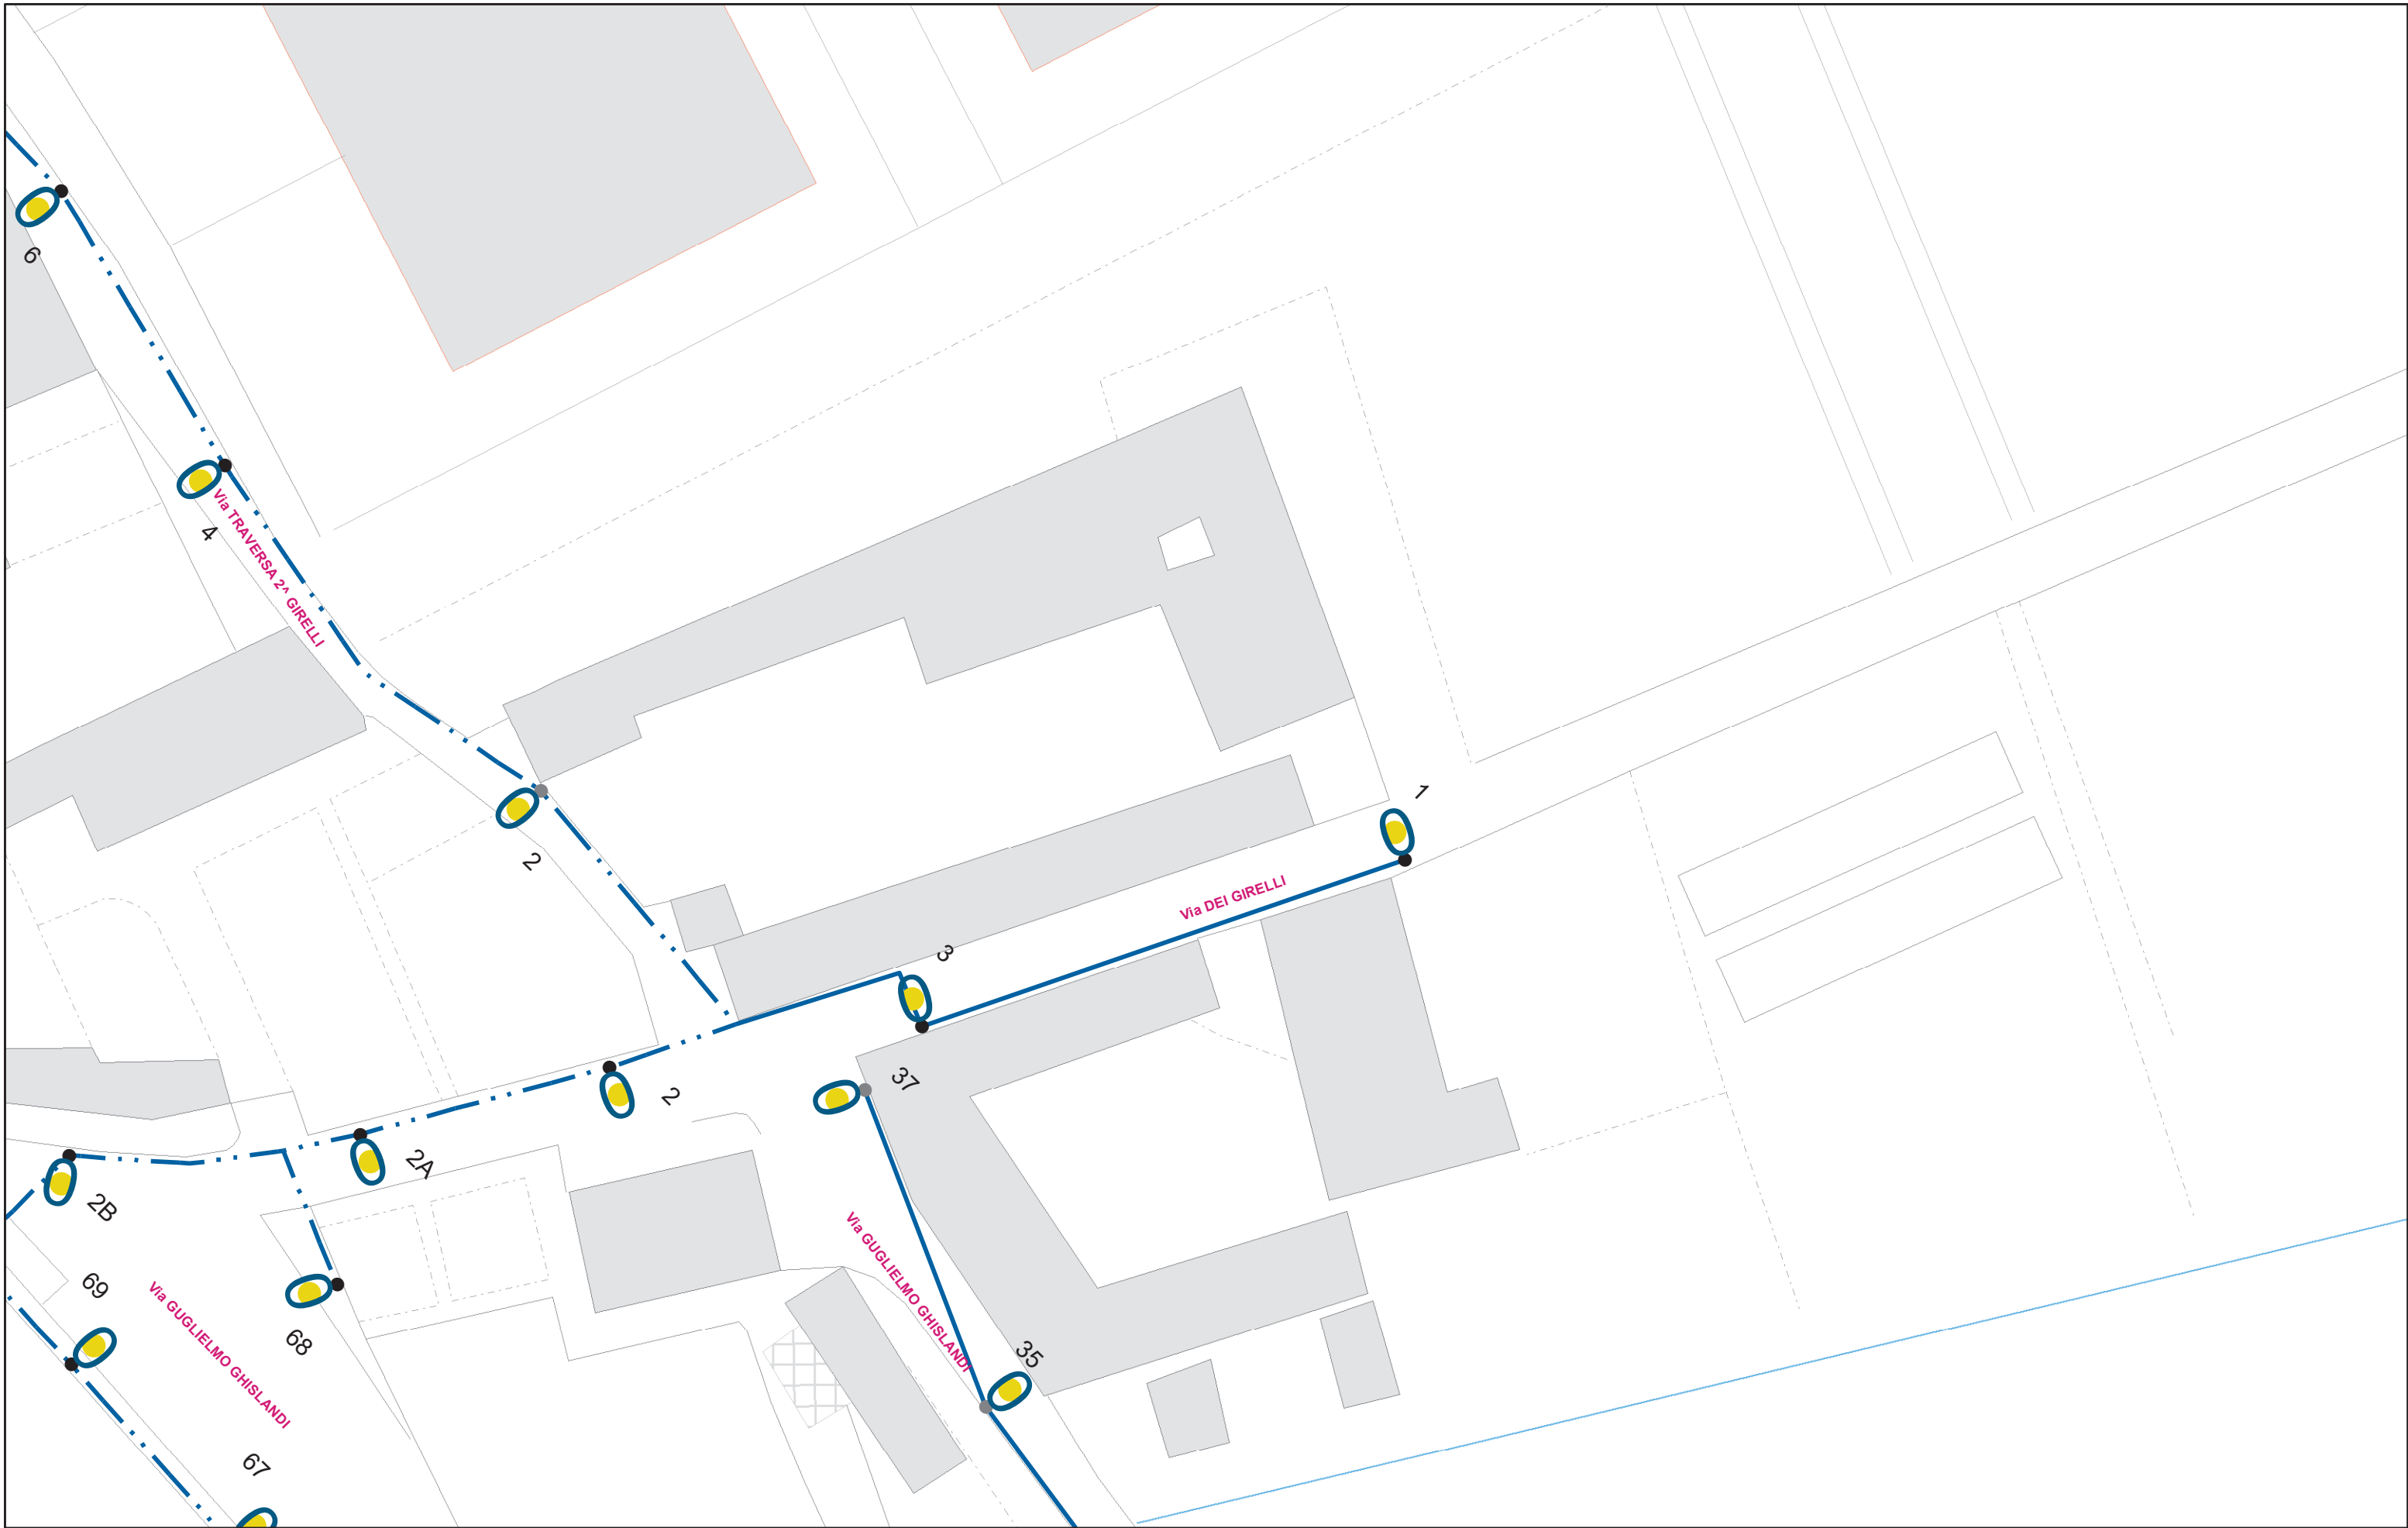 6
4
Via TRAVERSA 2^ GIRELLI
2
1
Via DEI GIRELLI
3
37
2
2A
2B
69
Via GUGLIELMO GHISLANDI
68
Via GUGLIELMO GHISLANDI
35
67